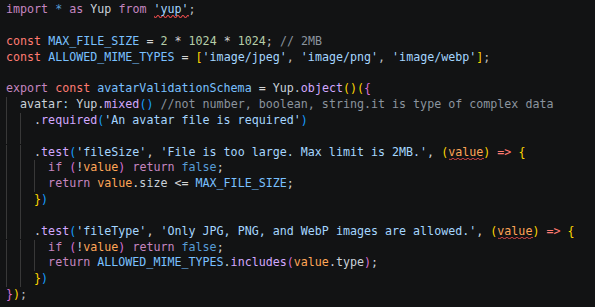 import * as Yup from 'yup';
const MAX_FILE_SIZE = 2 * 1024 * 1024; // 2MB
const ALLOWED_MIME_TYPES = ['image/jpeg', 'image/png', 'image/webp'];
export const avatarValidationSchema = Yup.object()({
avatar: Yup.mixed() //not number, boolean, string.it is type of complex data
.required('An avatar file is required')
.test('fileSize', 'File is too large. Max limit is 2MB.', (value) => {
if (!value) return false;
return value.size <= MAX_FILE_SIZE;
})
.test('fileType', 'Only JPG, PNG, and WebP images are allowed.', (value) => {
if (!value) return false;
return ALLOWED_MIME_TYPES.includes(value.type);
})
});